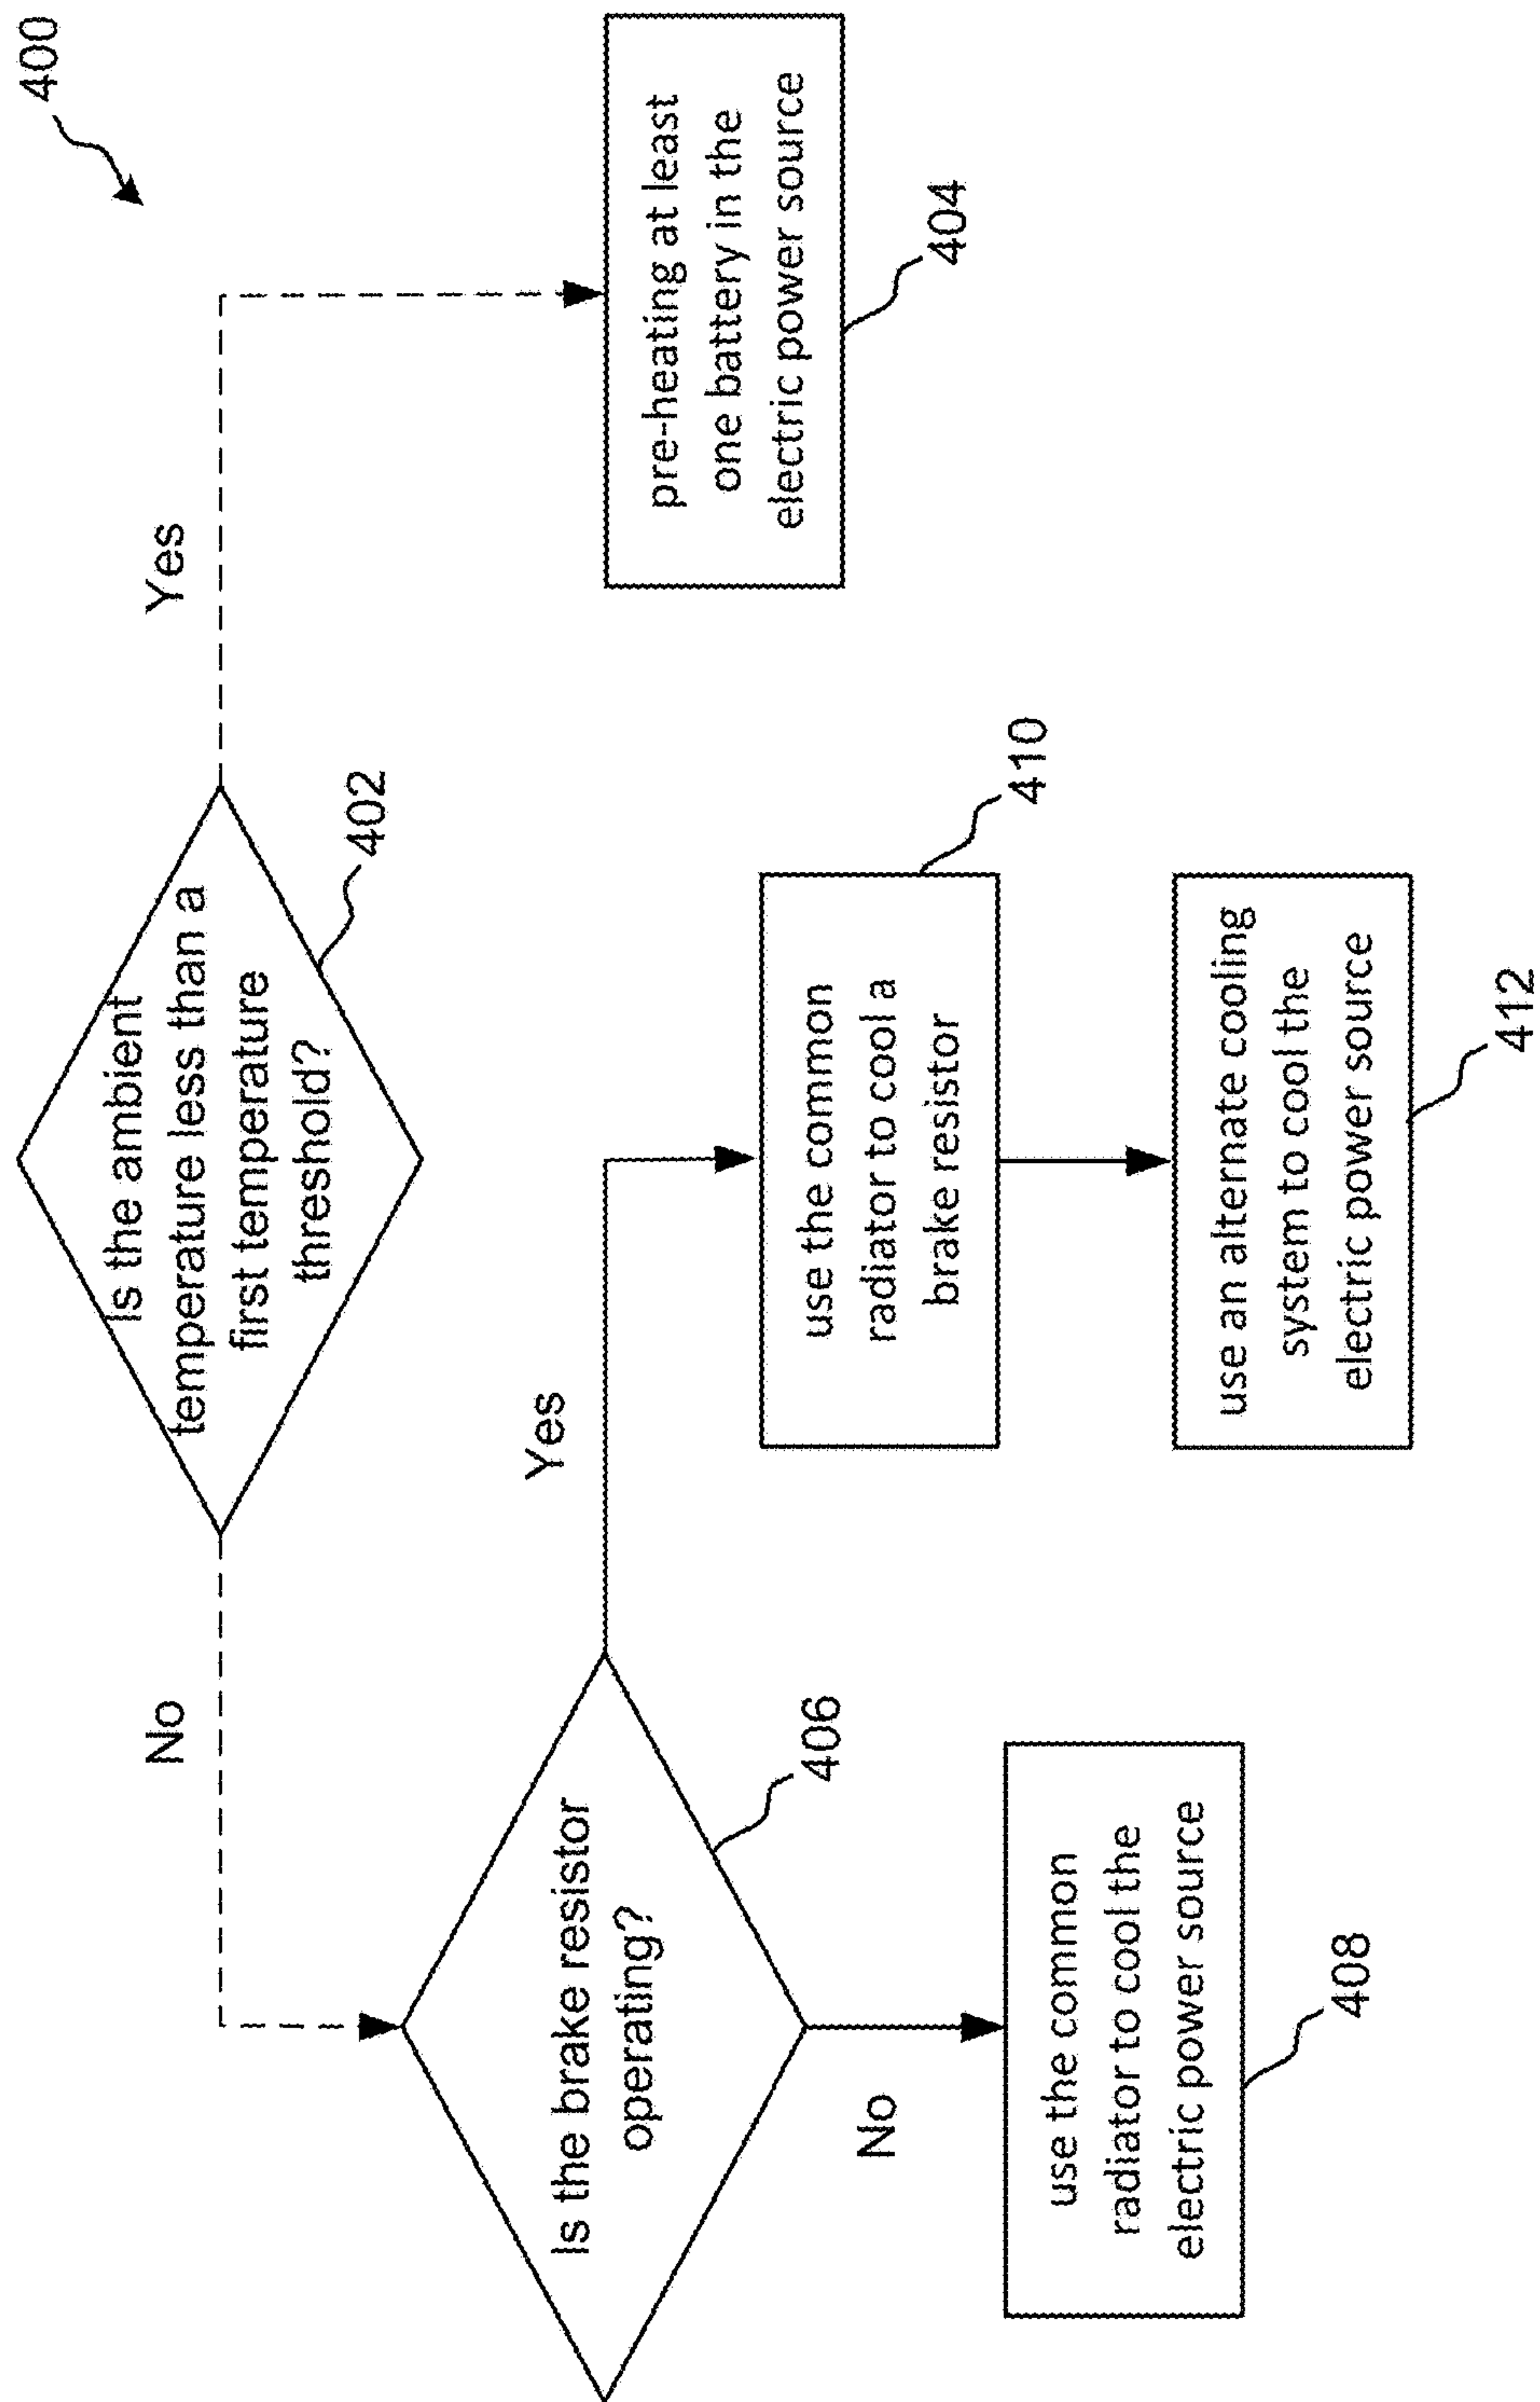 400
Is the ambient
temperature less than a
first temperature
threshold?
402
No
Yes
pre-heating at least
one battery in the
electric power source
404
Is the brake resistor
operating?
406
Yes
No
use the common
radiator to cool a
brake resistor
410
use the common
radiator to cool the
electric power source
408
use an alternate cooling
system to cool the
electric power source
412